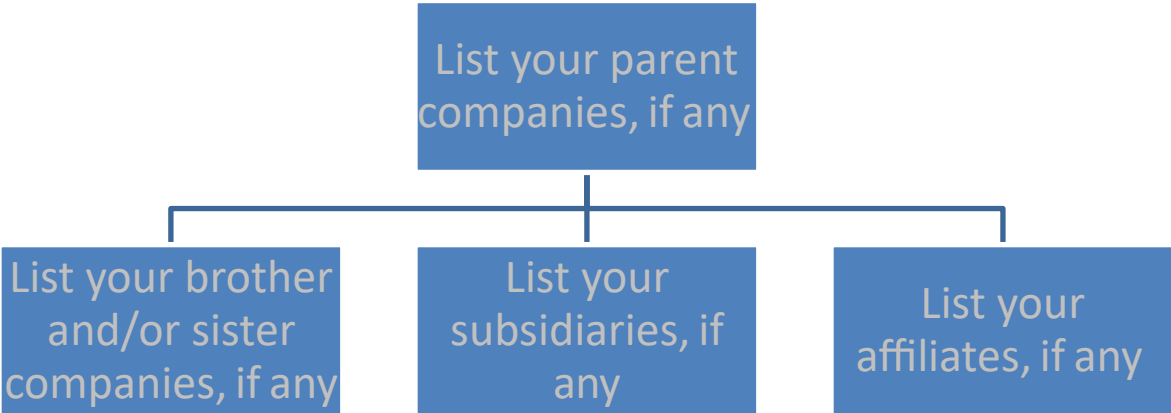 List your parent
companies, if any
List your brother
and/or sister
companies, if any
List your
subsidiaries, if
any
List your
affiliates, if any